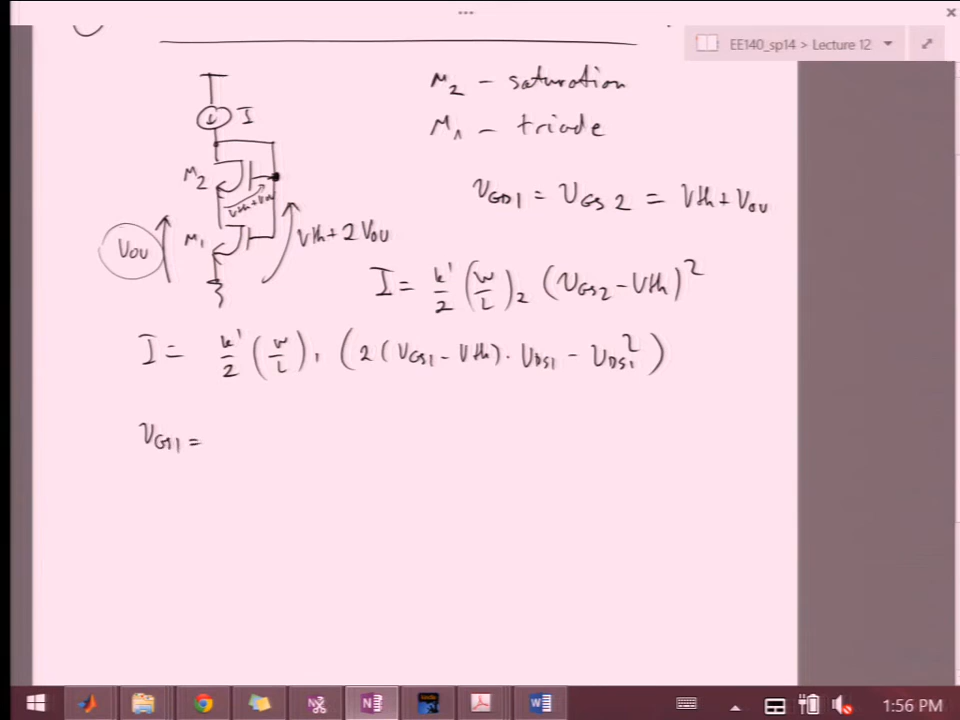 EE140_sp14 > Lecture 12
M2 – saturation
M1 – triode
I
M2
Vth+Vov
M1
Vov
Vth + 2 Vov
VGD1 = VGS2 = Vth + Vov
I = k'/2 (W/L)2 (VGS2 – Vth)^2
I = k'/2 (W/L)1 (2(VGS1 – Vth) · VDS1 – VDS1^2)
VGS1 =
1:56 PM